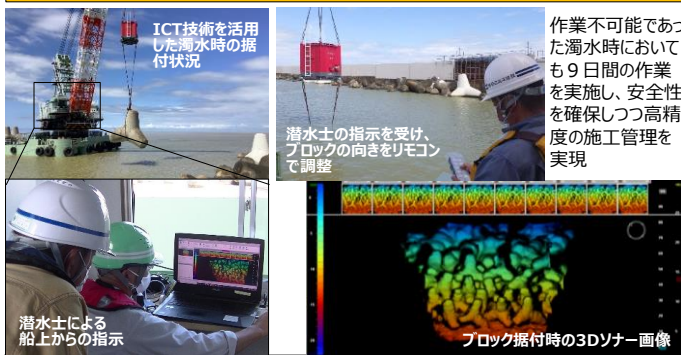 ICT技術を活用
した濁水時の据
付状況
潜水士の指示を受け、
ブロックの向きをリモコン
で調整
作業不可能であっ
た濁水時において
も９日間の作業
を実施し、安全性
を確保しつつ高精
度の施工管理を
実現
潜水士による
船上からの指示
ブロック据付時の3Dソナー画像